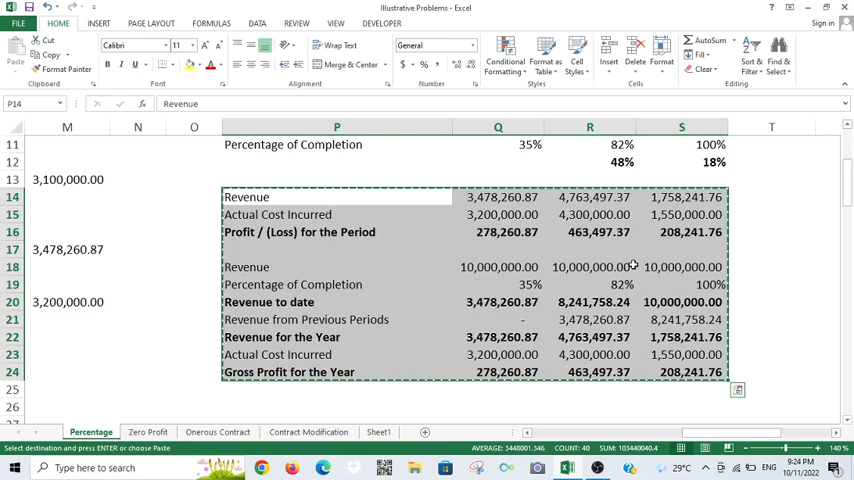 Illustrative Problems - Excel
Sign in
FILE HOME INSERT PAGE LAYOUT FORMULAS DATA REVIEW VIEW DEVELOPER
Paste
Cut
Copy
Format Painter
Calibri 11
B I U
Wrap Text
Merge & Center
General
$ % ,
Conditional Formatting
Format as Table
Cell Styles
Insert
Delete
Format
AutoSum
Fill
Clear
Sort & Filter
Find & Select
Clipboard Font Alignment Number Styles Cells Editing
P14 fx Revenue
M N O P Q R S T
11 Percentage of Completion 35% 82% 100%
12 48% 18%
13 3,100,000.00
14 Revenue 3,478,260.87 4,763,497.37 1,758,241.76
15 Actual Cost Incurred 3,200,000.00 4,300,000.00 1,550,000.00
16 Profit / (Loss) for the Period 278,260.87 463,497.37 208,241.76
17 3,478,260.87
18 Revenue 10,000,000.00 10,000,000.00 10,000,000.00
19 Percentage of Completion 35% 82% 100%
20 3,200,000.00 Revenue to date 3,478,260.87 8,241,758.24 10,000,000.00
21 Revenue from Previous Periods - 3,478,260.87 8,241,758.24
22 Revenue for the Year 3,478,260.87 4,763,497.37 1,758,241.76
23 Actual Cost Incurred 3,200,000.00 4,300,000.00 1,550,000.00
24 Gross Profit for the Year 278,260.87 463,497.37 208,241.76
25
26
27
Percentage Zero Profit Onerous Contract Contract Modification Sheet1
Select destination and press ENTER or choose Paste AVERAGE: 3448001.346 COUNT: 40 SUM: 103440040.4 140 %
Type here to search 29°C ENG 9:24 PM
10/11/2022